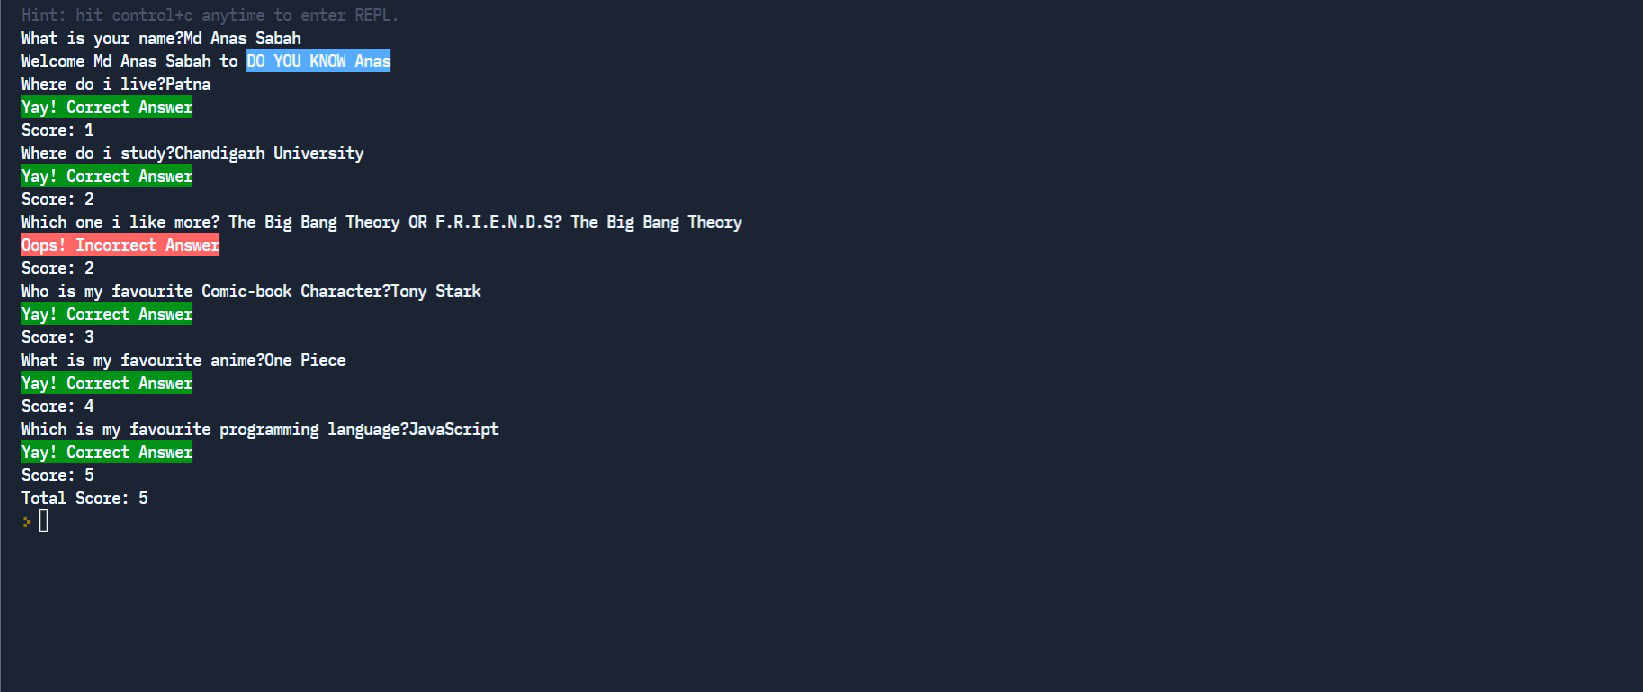 Hint: hit control+c anytime to enter REPL.
What is your name?Md Anas Sabah
Welcome Md Anas Sabah to DO YOU KNOW Anas
Where do i live?Patna
Yay! Correct Answer
Score: 1
Where do i study?Chandigarh University
Yay! Correct Answer
Score: 2
Which one i like more? The Big Bang Theory OR F.R.I.E.N.D.S? The Big Bang Theory
Oops! Incorrect Answer
Score: 2
Who is my favourite Comic-book Character?Tony Stark
Yay! Correct Answer
Score: 3
What is my favourite anime?One Piece
Yay! Correct Answer
Score: 4
Which is my favourite programming language?JavaScript
Yay! Correct Answer
Score: 5
Total Score: 5
>